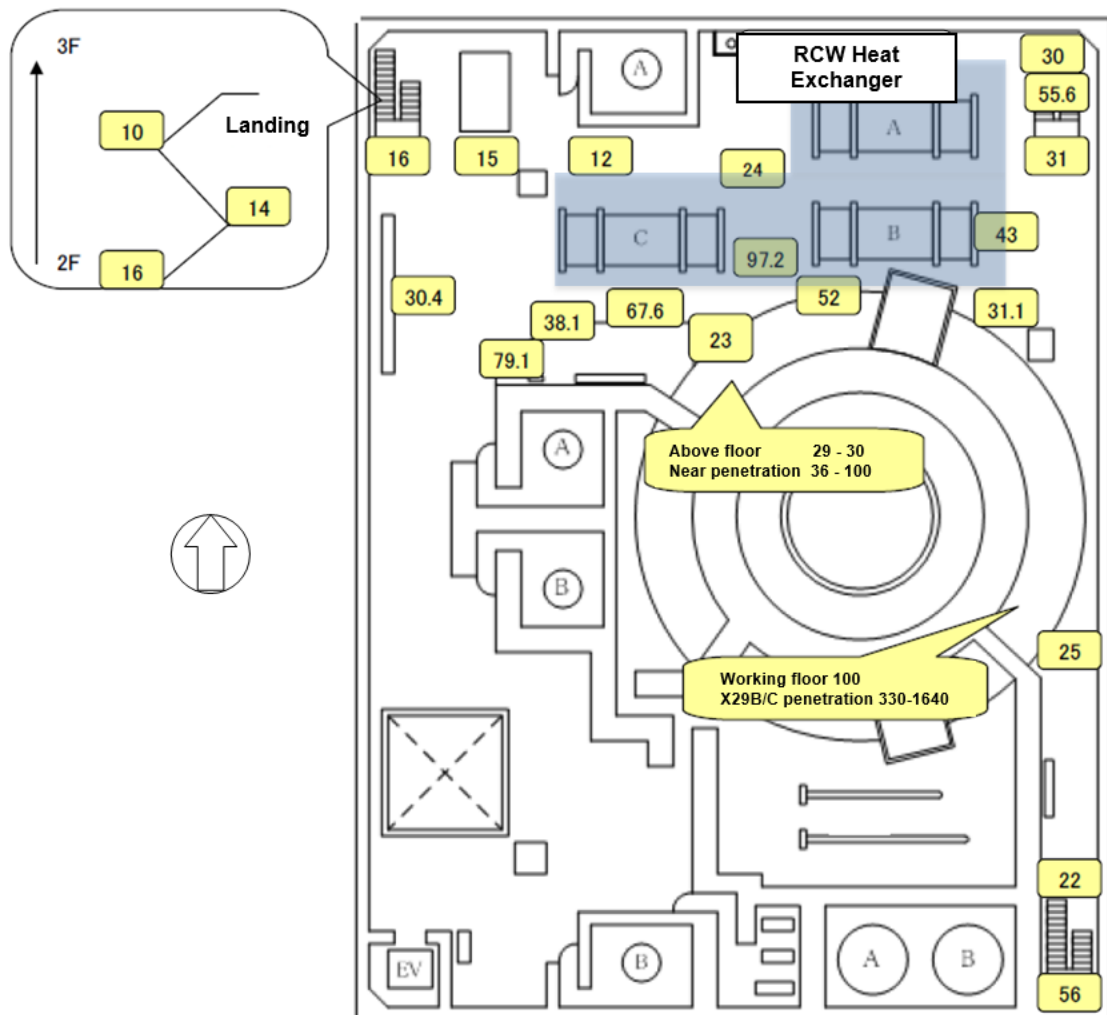 3F
10
Landing
14
2F
16
A
RCW Heat
Exchanger
30
55.6
31
A
16
15
12
24
C
B
43
97.2
30.4
38.1
67.6
52
31.1
79.1
23
A
Above floor 29 - 30
Near penetration 36 - 100
B
25
Working floor 100
X29B/C penetration 330-1640
22
EV
B
A
B
56